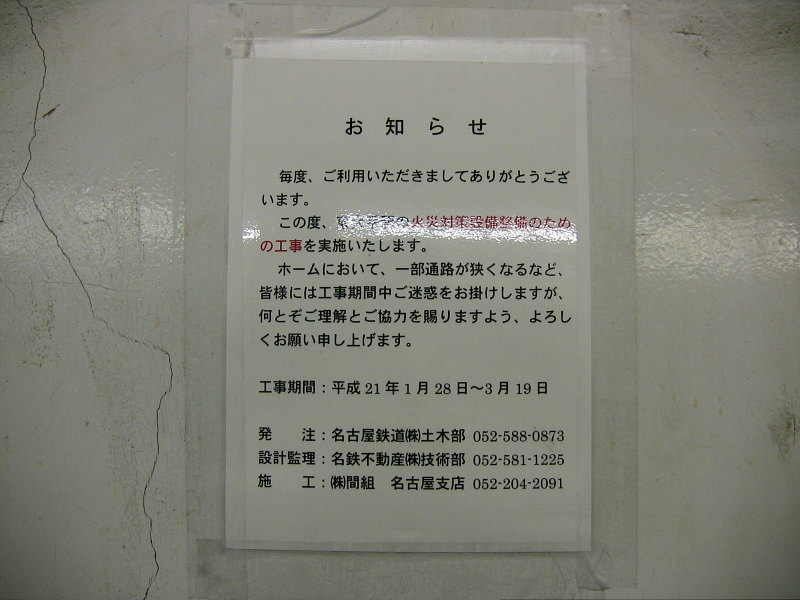 お知らせ
毎度、ご利用いただきましてありがとうござ
います。
この度、東大手駅の火災対策設備整備のため
の工事を実施いたします。
ホームにおいて、一部通路が狭くなるなど、
皆様には工事期間中ご迷惑をお掛けしますが、
何とぞご理解とご協力を賜りますよう、よろし
くお願い申し上げます。
工事期間：平成21年1月28日～3月19日
発　　注：名古屋鉄道㈱土木部 052-588-0873
設計監理：名鉄不動産㈱技術部 052-581-1225
施　　工：㈱間組　名古屋支店 052-204-2091